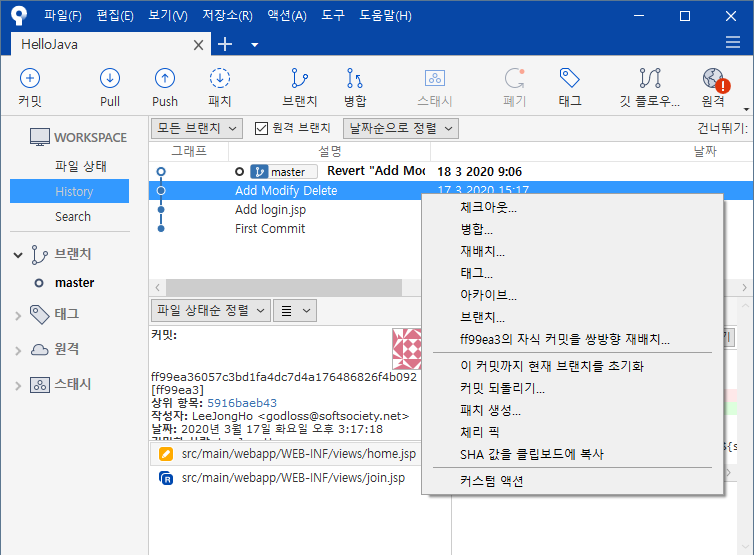 파일(F) 편집(E) 보기(V) 저장소(R) 액션(A) 도구 도움말(H)
HelloJava
커밋 Pull Push 패치 브랜치 병합 스태시 폐기 태그 깃 플로우... 원격
WORKSPACE
파일 상태
History
Search
브랜치
master
태그
원격
스태시
모든 브랜치 원격 브랜치 날짜순으로 정렬 건너뛰기:
그래프 설명 날짜
master Revert "Add Mod 18 3 2020 9:06
Add Modify Delete 17 3 2020 15:17
Add login.jsp
First Commit
체크아웃...
병합...
재배치...
태그...
아카이브...
브랜치...
ff99ea3의 자식 커밋을 쌍방향 재배치...
이 커밋까지 현재 브랜치를 초기화
커밋 되돌리기...
패치 생성...
체리 픽
SHA 값을 클립보드에 복사
커스텀 액션
파일 상태순 정렬
커밋:
ff99ea36057c3bd1fa4dc7d4a176486826f4b092
[ff99ea3]
상위 항목: 5916baeb43
작성자: LeeJongHo <godloss@softsociety.net>
날짜: 2020년 3월 17일 화요일 오후 3:17:18
src/main/webapp/WEB-INF/views/home.jsp
src/main/webapp/WEB-INF/views/join.jsp
${s